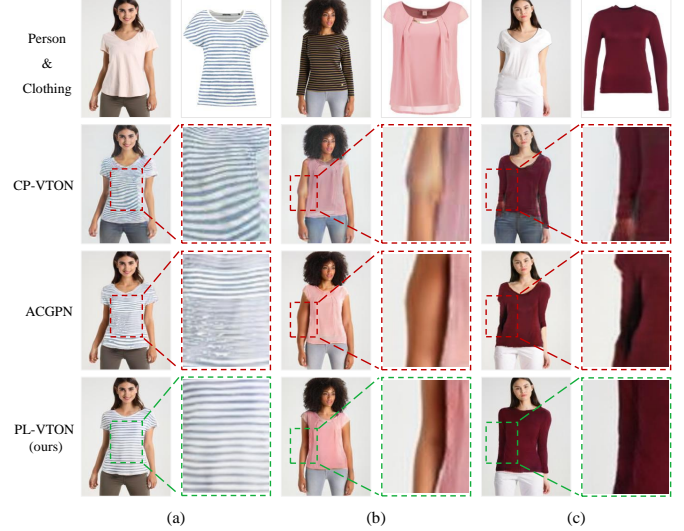 Person
&
Clothing
CP-VTON
ACGPN
PL-VTON
(ours)
(a) (b) (c)